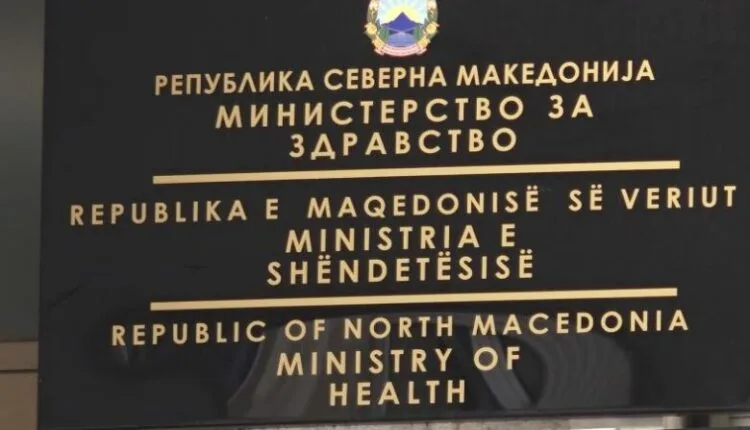 РЕПУБЛИКА СЕВЕРНА МАКЕДОНИЈА
МИНИСТЕРСТВО ЗА
ЗДРАВСТВО
REPUBLIKA E MAQEDONISË SË VERIUT
MINISTRIA E
SHËNDETËSISË
REPUBLIC OF NORTH MACEDONIA
MINISTRY OF
HEALTH